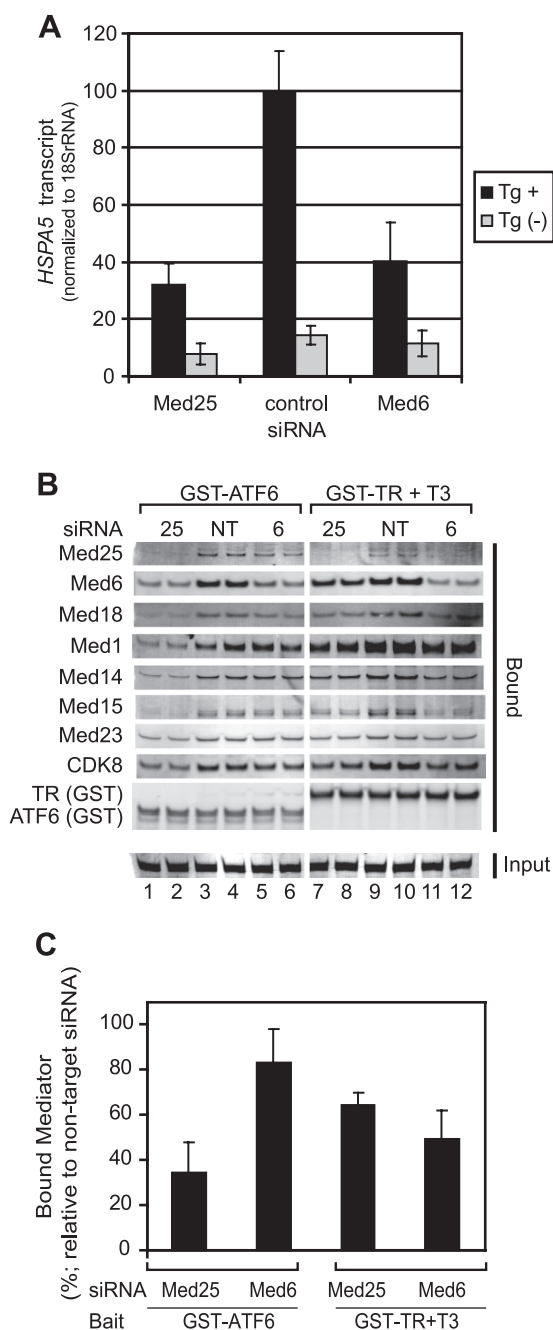 A
HSPA5 transcript
(normalized to 18SrRNA)
120
100
80
60
40
20
0
Med25
control
siRNA
Med6
Tg +
Tg (-)
B
GST-ATF6
GST-TR + T3
siRNA 25 NT 6 25 NT 6
Med25
Med6
Med18
Med1
Med14
Med15
Med23
CDK8
TR (GST)
ATF6 (GST)
Bound
Input
1 2 3 4 5 6 7 8 9 10 11 12
C
Bound Mediator
(%; relative to non-target siRNA)
100
80
60
40
20
0
siRNA Med25 Med6 Med25 Med6
Bait GST-ATF6 GST-TR+T3